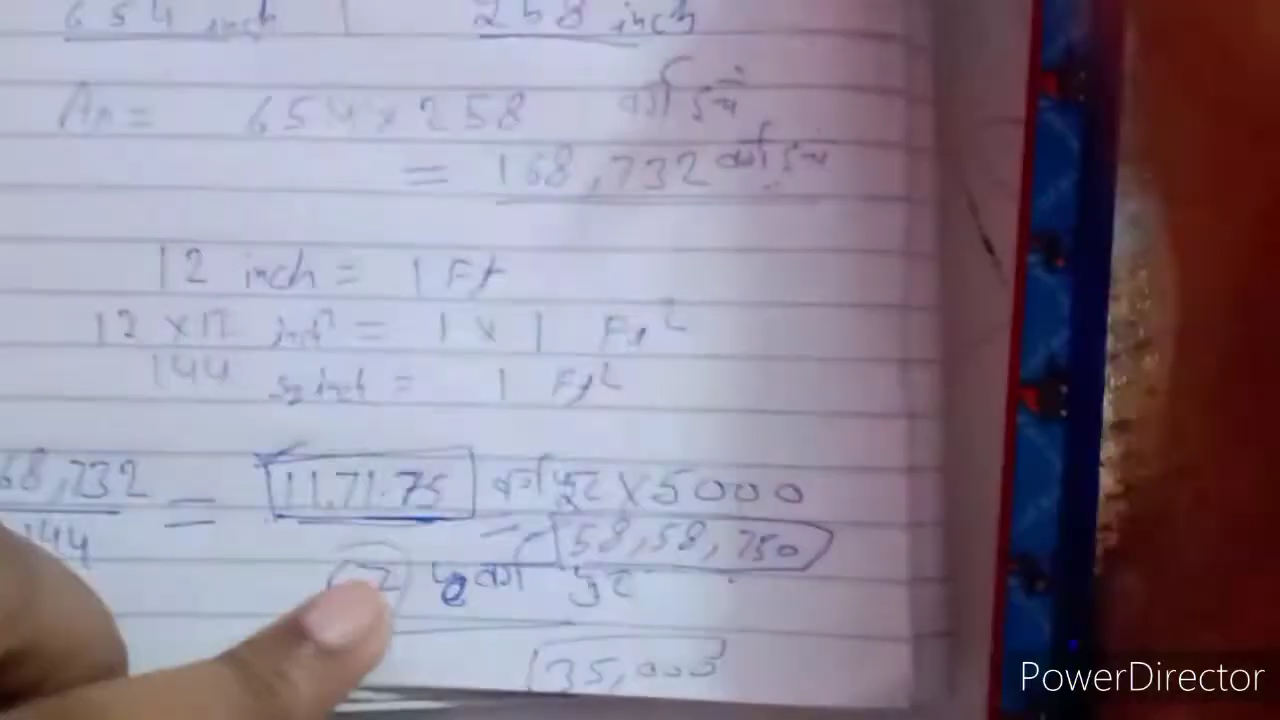 654 inch 258 inch
An = 654 x 258 वर्ग इंच
= 168,732 वर्ग इंच
12 inch = 1 Ft
12 x 12 inch² = 1 x 1 Ft²
144 sq inch = 1 Ft²
68,732 = 11.71.75 वर्ग फुट x 5000
144 = 58,58,750
वर्ग फुट
35,000
PowerDirector